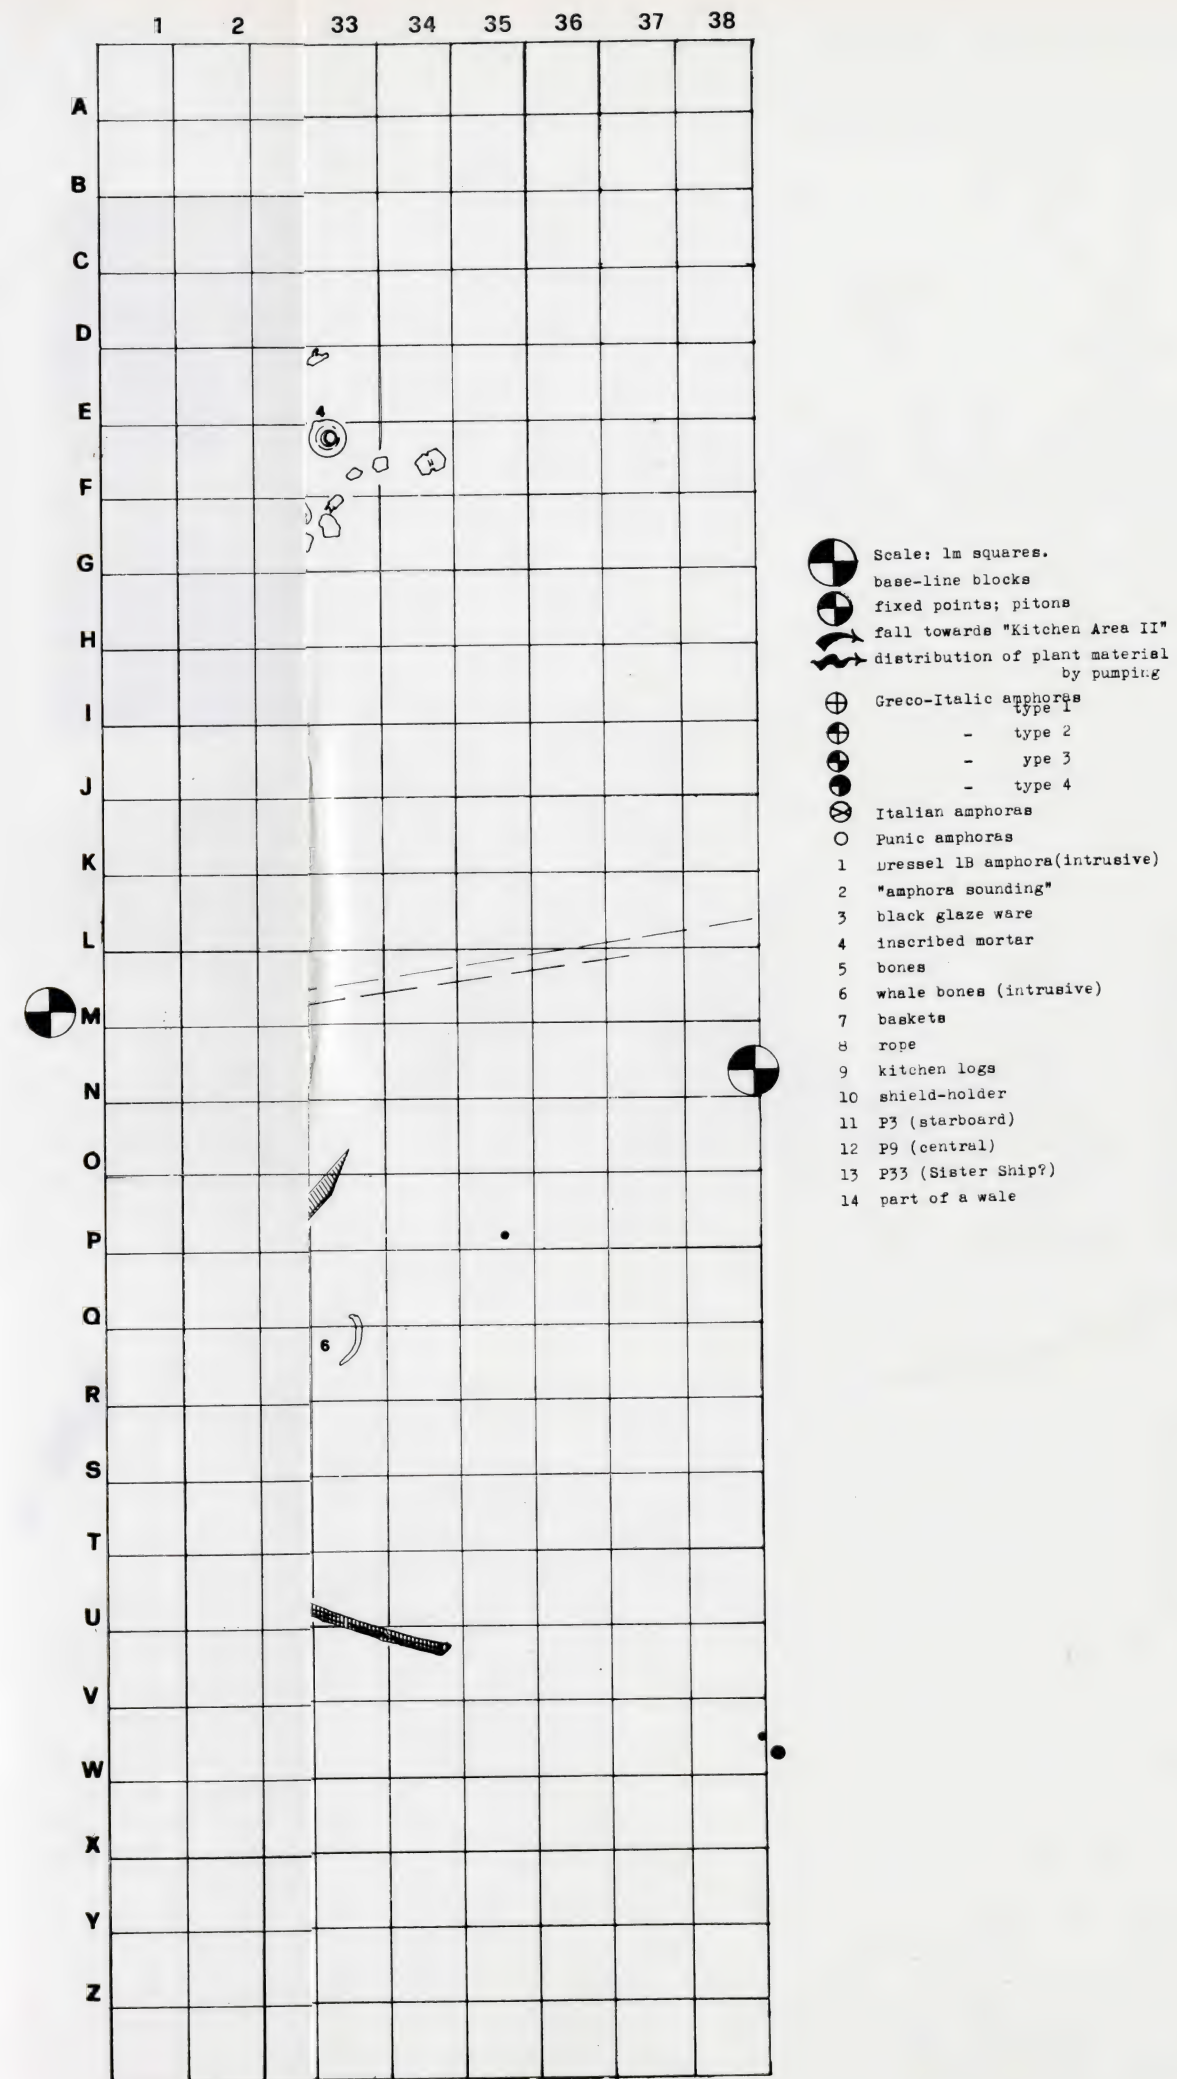 1 2 33 34 35 36 37 38
A
B
C
D
E
4
F
G
H
I
J
K
L
M
N
O
P
Q
6
R
S
T
U
V
W
X
Y
Z
Scale: 1m squares.
base-line blocks
fixed points; pitons
fall towards "Kitchen Area II"
distribution of plant material
by pumping
Greco-Italic amphoras
type 1
- type 2
- ype 3
- type 4
Italian amphoras
Punic amphoras
1 Dressel 1B amphora(intrusive)
2 "amphora sounding"
3 black glaze ware
4 inscribed mortar
5 bones
6 whale bones (intrusive)
7 baskets
8 rope
9 kitchen logs
10 shield-holder
11 P3 (starboard)
12 P9 (central)
13 P33 (Sister Ship?)
14 part of a wale